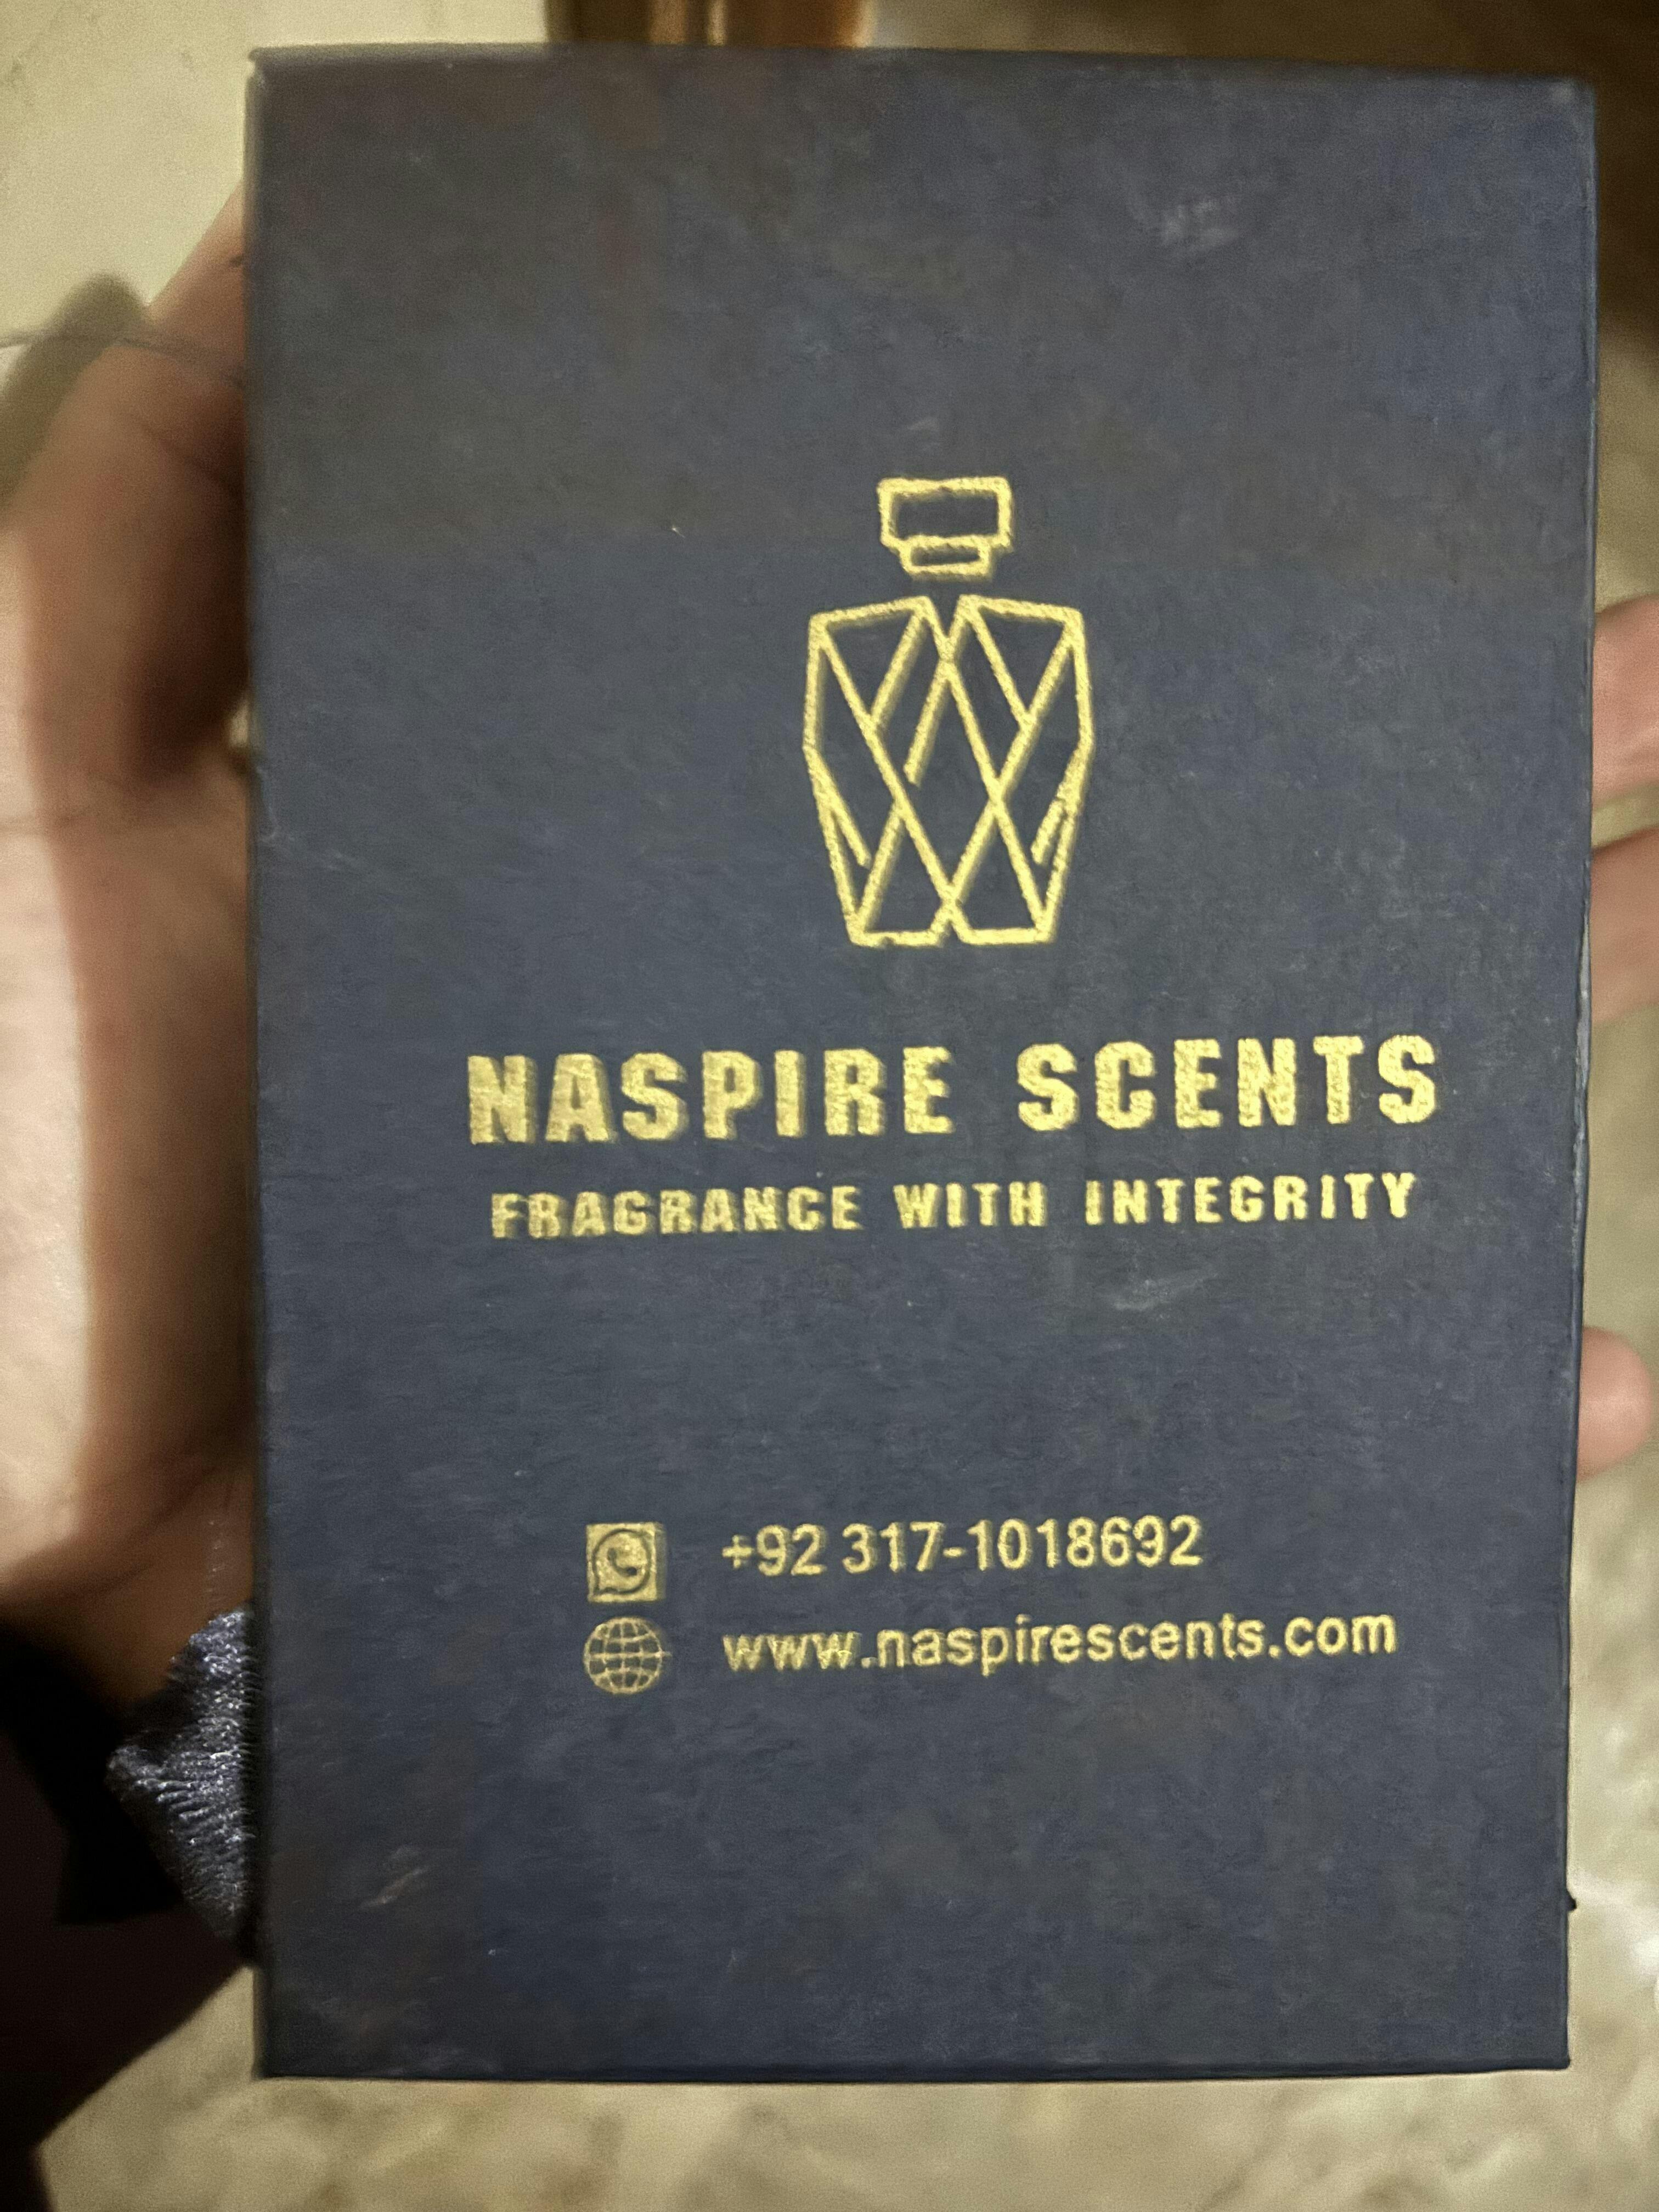 NASPIRE SCENTS
FRAGRANCE WITH INTEGRITY
+92 317-1018692
www.naspirescents.com